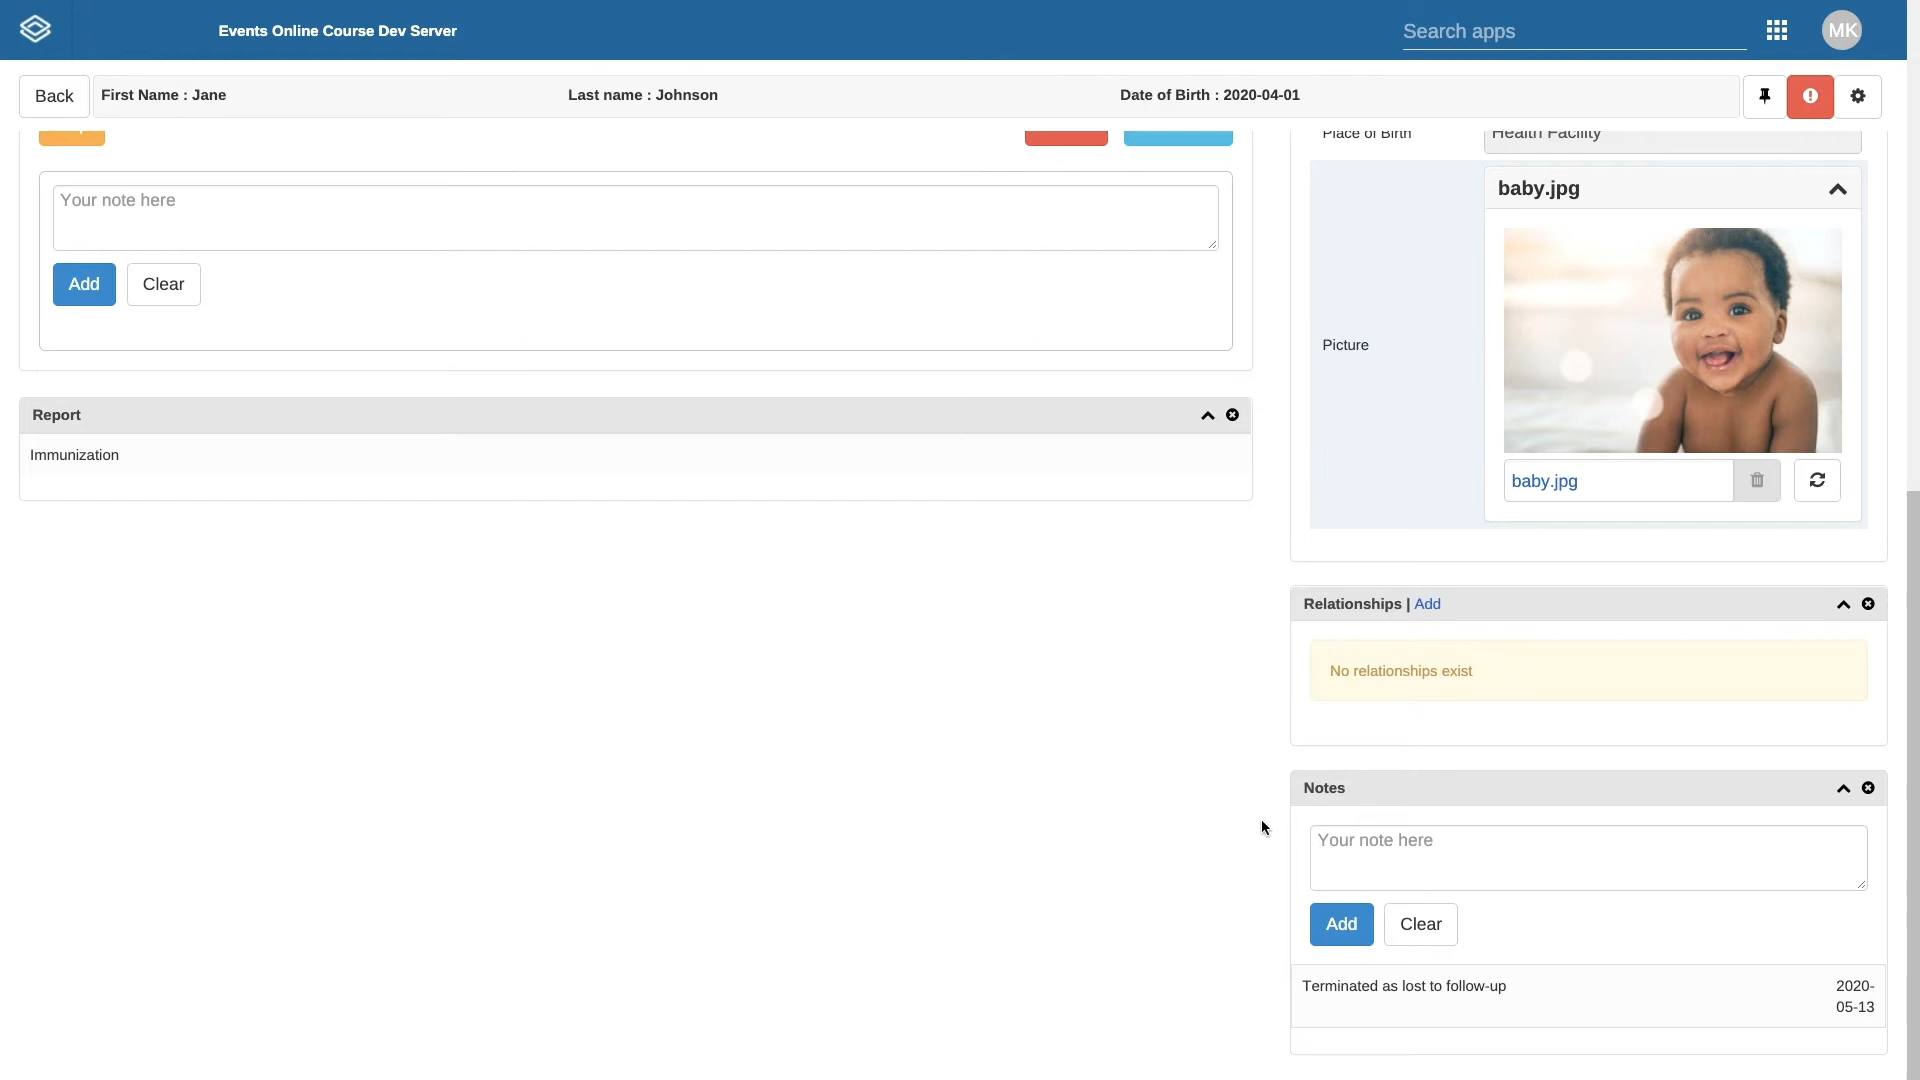 Events Online Course Dev Server
Search apps
MK
Back
First Name : Jane
Last name : Johnson
Date of Birth : 2020-04-01
Place of Birth
Health Facility
Your note here
Add
Clear
Report
Immunization
baby.jpg
Picture
baby.jpg
Relationships | Add
No relationships exist
Notes
Your note here
Add
Clear
Terminated as lost to follow-up
2020-
05-13